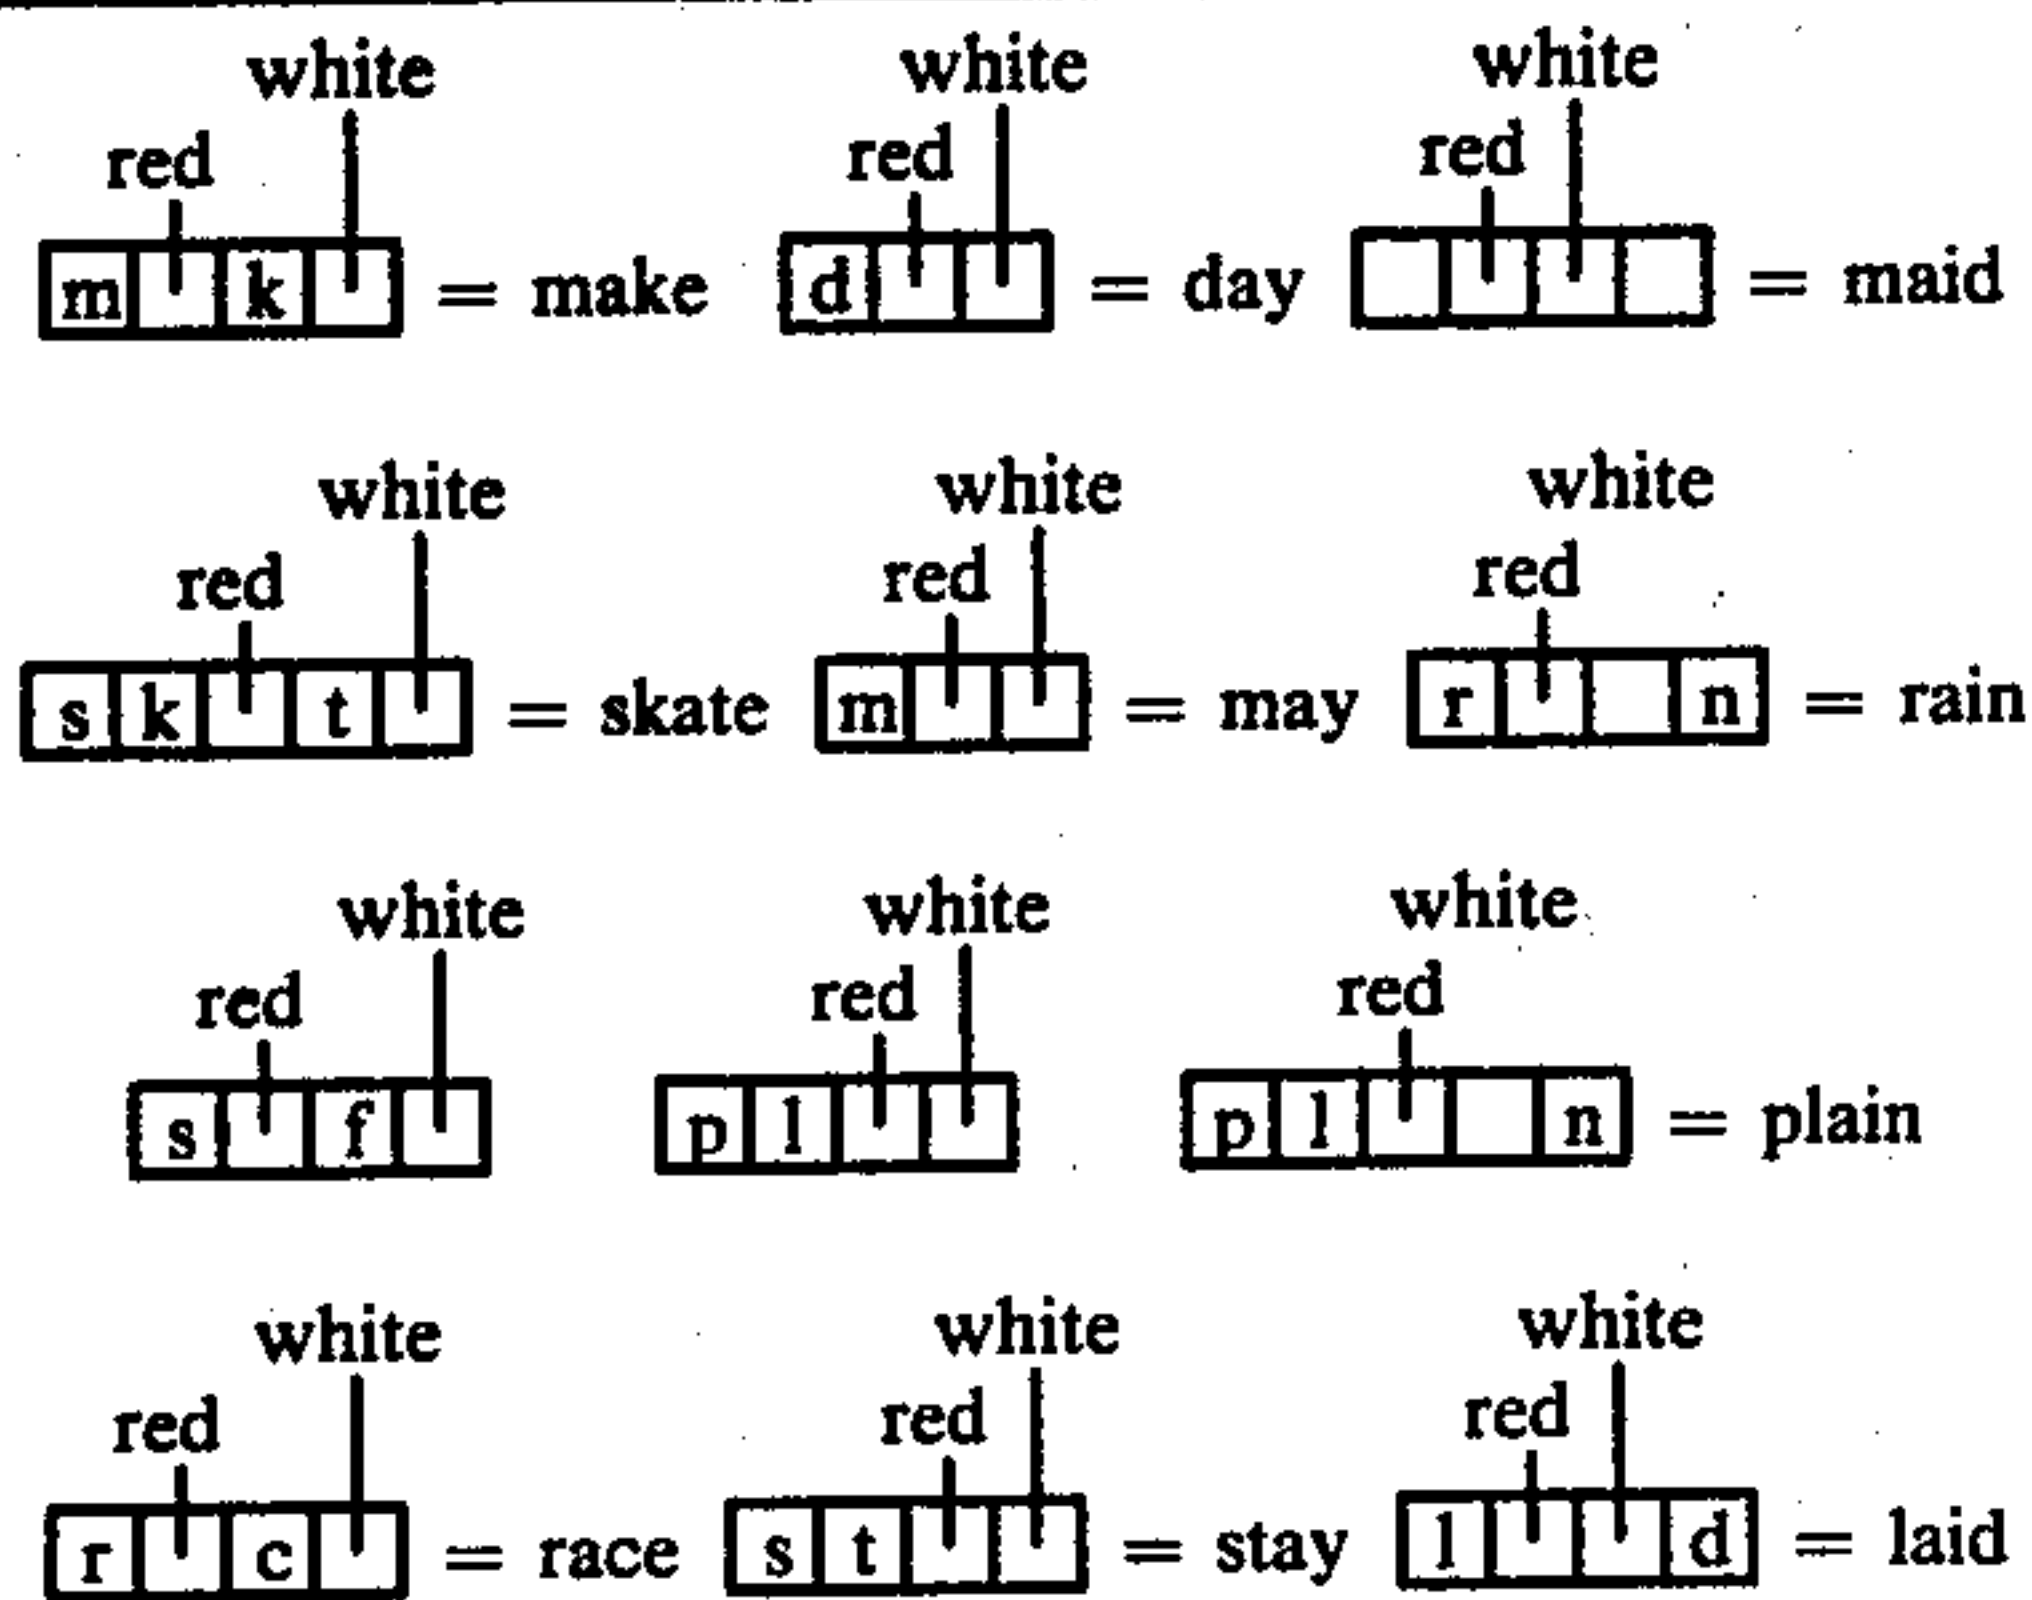 white white white
red red red
m k = make d = day = maid
white white white
red red red
s k t = skate m = may r n = rain
white white white
red red red
s f p l p l n = plain
white white white
red red red
r c = race s t = stay l d = laid